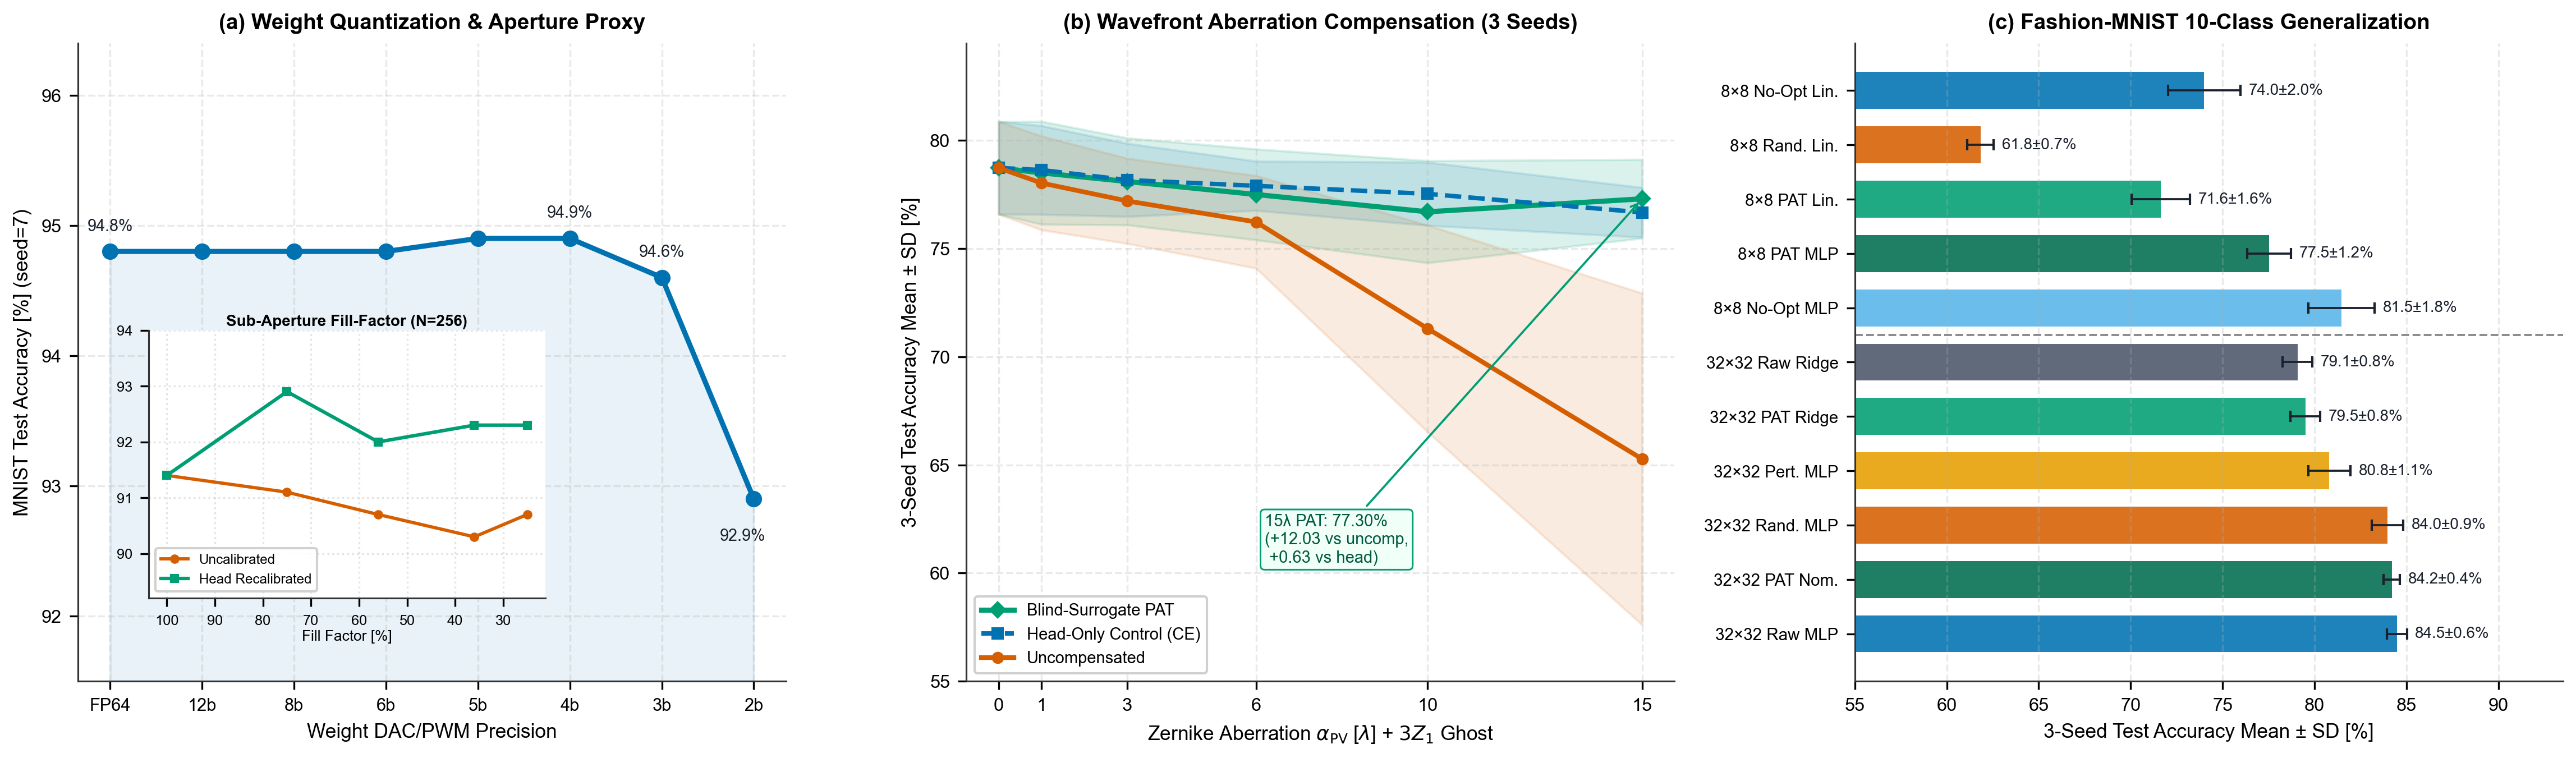 (a) Weight Quantization & Aperture Proxy
MNIST Test Accuracy [%] (seed=7)
96
95
94
93
92
94.8%
94.9%
94.6%
92.9%
Sub-Aperture Fill-Factor (N=256)
94
93
92
91
90
Uncalibrated
Head Recalibrated
100 90 80 70 60 50 40 30
Fill Factor [%]
FP64 12b 8b 6b 5b 4b 3b 2b
Weight DAC/PWM Precision
(b) Wavefront Aberration Compensation (3 Seeds)
3-Seed Test Accuracy Mean ± SD [%]
80
75
70
65
60
55
15λ PAT: 77.30%
(+12.03 vs uncomp,
+0.63 vs head)
Blind-Surrogate PAT
Head-Only Control (CE)
Uncompensated
0 1 3 6 10 15
Zernike Aberration α_PV [λ] + 3Z_1 Ghost
(c) Fashion-MNIST 10-Class Generalization
8×8 No-Opt Lin. 74.0±2.0%
8×8 Rand. Lin. 61.8±0.7%
8×8 PAT Lin. 71.6±1.6%
8×8 PAT MLP 77.5±1.2%
8×8 No-Opt MLP 81.5±1.8%
32×32 Raw Ridge 79.1±0.8%
32×32 PAT Ridge 79.5±0.8%
32×32 Pert. MLP 80.8±1.1%
32×32 Rand. MLP 84.0±0.9%
32×32 PAT Nom. 84.2±0.4%
32×32 Raw MLP 84.5±0.6%
55 60 65 70 75 80 85 90
3-Seed Test Accuracy Mean ± SD [%]